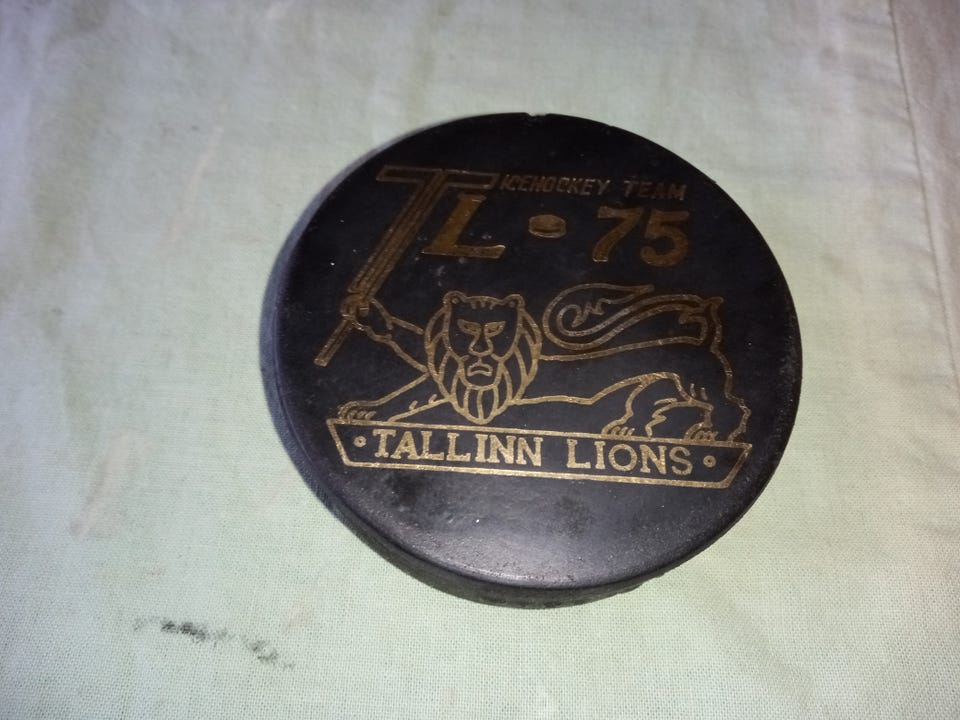 ICEHOCKEY TEAM
TL • 75
• TALLINN LIONS •